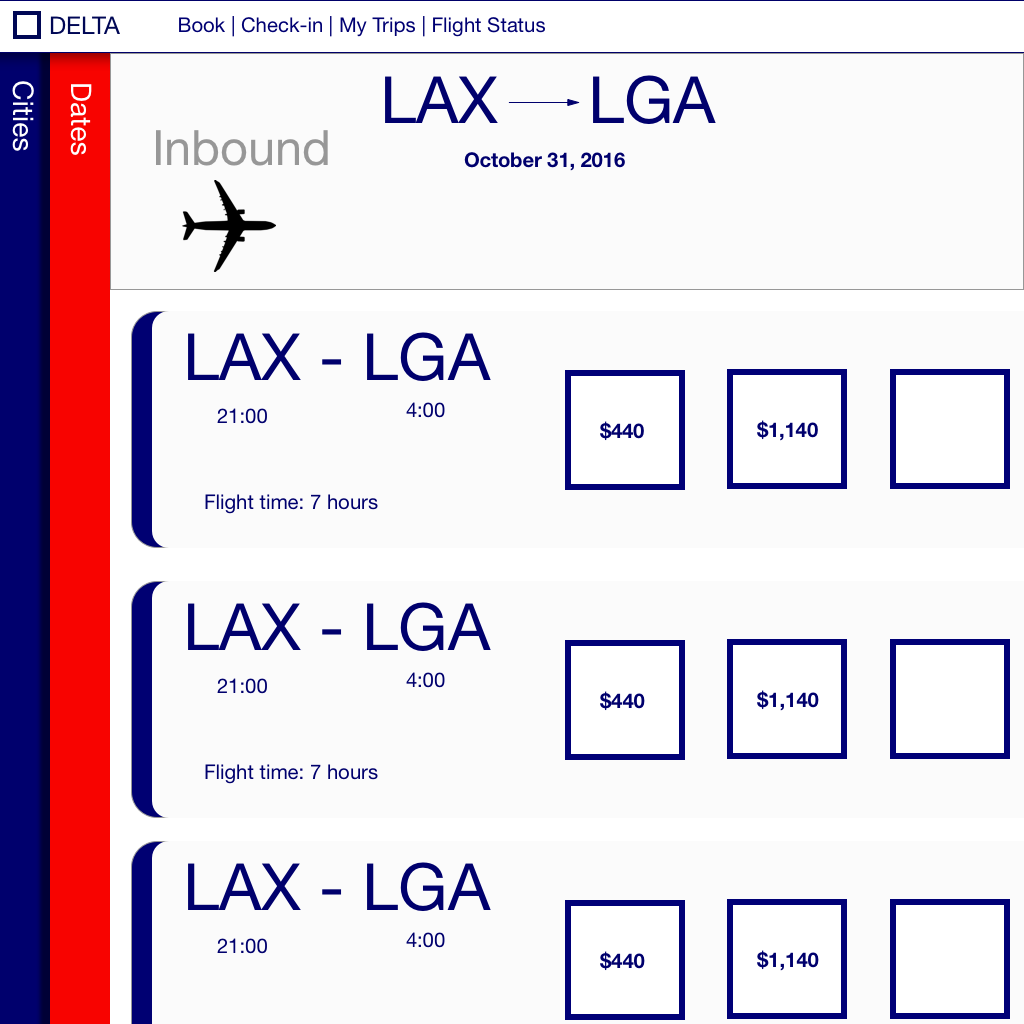 DELTA
Book | Check-in | My Trips | Flight Status
Cities
Dates
LAX LGA
Inbound
October 31, 2016
LAX - LGA
21:00 4:00
$440 $1,140
Flight time: 7 hours
LAX - LGA
21:00 4:00
$440 $1,140
Flight time: 7 hours
LAX - LGA
21:00 4:00
$440 $1,140